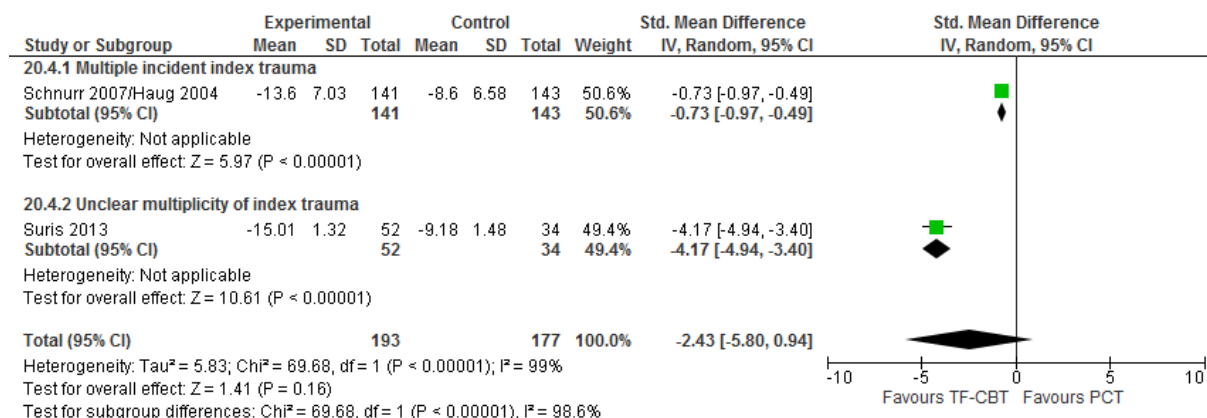 Experimental Control Std. Mean Difference Std. Mean Difference
Study or Subgroup Mean SD Total Mean SD Total Weight IV, Random, 95% CI IV, Random, 95% CI
20.4.1 Multiple incident index trauma
Schnurr 2007/Haug 2004 -13.6 7.03 141 -8.6 6.58 143 50.6% -0.73 [-0.97, -0.49]
Subtotal (95% CI) 141 143 50.6% -0.73 [-0.97, -0.49]
Heterogeneity: Not applicable
Test for overall effect: Z = 5.97 (P < 0.00001)
20.4.2 Unclear multiplicity of index trauma
Suris 2013 -15.01 1.32 52 -9.18 1.48 34 49.4% -4.17 [-4.94, -3.40]
Subtotal (95% CI) 52 34 49.4% -4.17 [-4.94, -3.40]
Heterogeneity: Not applicable
Test for overall effect: Z = 10.61 (P < 0.00001)
Total (95% CI) 193 177 100.0% -2.43 [-5.80, 0.94]
Heterogeneity: Tau² = 5.83; Chi² = 69.68, df = 1 (P < 0.00001); I² = 99%
Test for overall effect: Z = 1.41 (P = 0.16)
Test for subgroup differences: Chi² = 69.68, df = 1 (P < 0.00001), I² = 98.6%
-10 -5 0 5 10
Favours TF-CBT Favours PCT